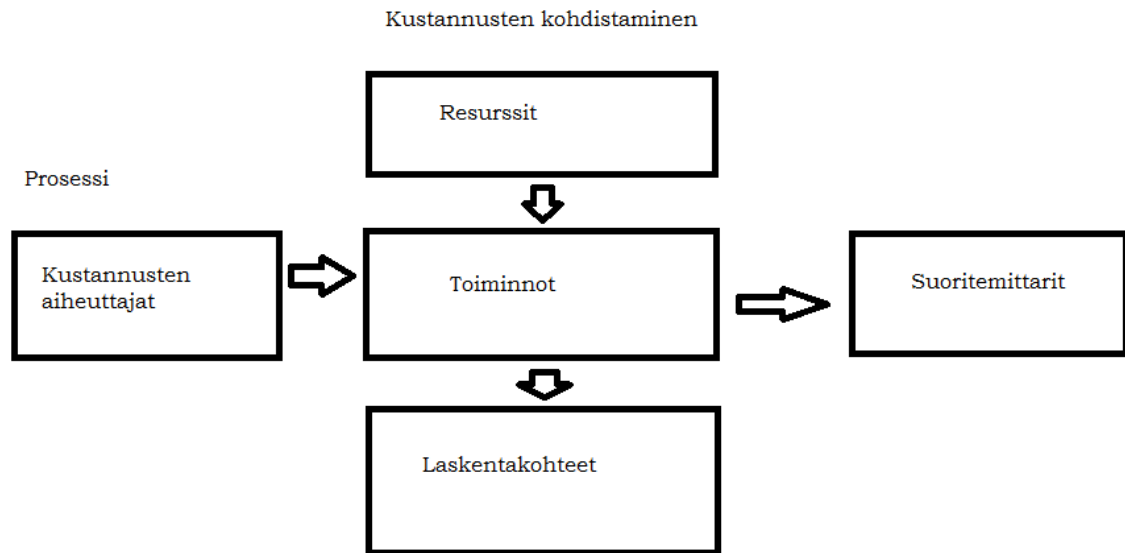 Kustannusten kohdistaminen
Resurssit
Prosessi
Kustannusten
aiheuttajat
Toiminnot
Suoritemittarit
Laskentakohteet